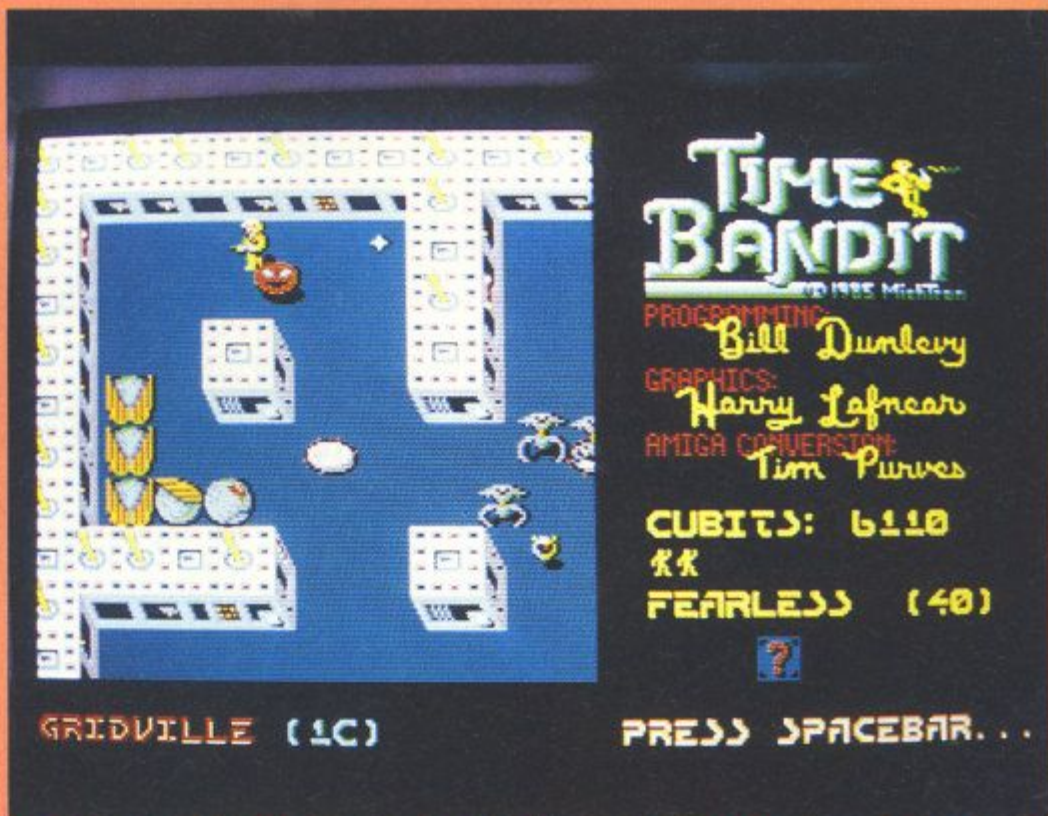 TIME
BANDIT
© 1985 MichTron
PROGRAMMING:
Bill Dunlevy
GRAPHICS:
Harry Lafnear
AMIGA CONVERSION:
Tim Purves
CUBITS: 6110
FEARLESS (40)
?
GRIDVILLE (1C)
PRESS SPACEBAR...